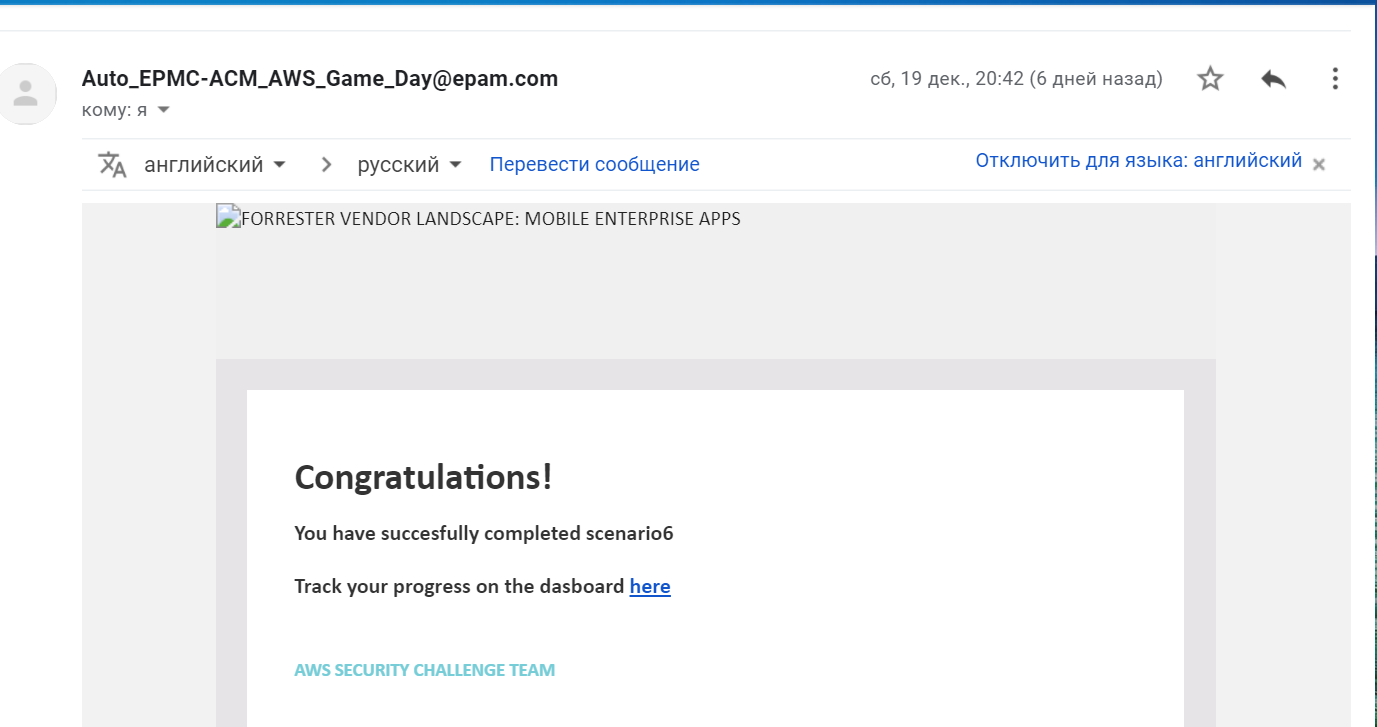 Auto_EPMC-ACM_AWS_Game_Day@epam.com
сб, 19 дек., 20:42 (6 дней назад)
кому: я
английский > русский Перевести сообщение
Отключить для языка: английский ×
FORRESTER VENDOR LANDSCAPE: MOBILE ENTERPRISE APPS
Congratulations!
You have succesfully completed scenario6
Track your progress on the dasboard here
AWS SECURITY CHALLENGE TEAM